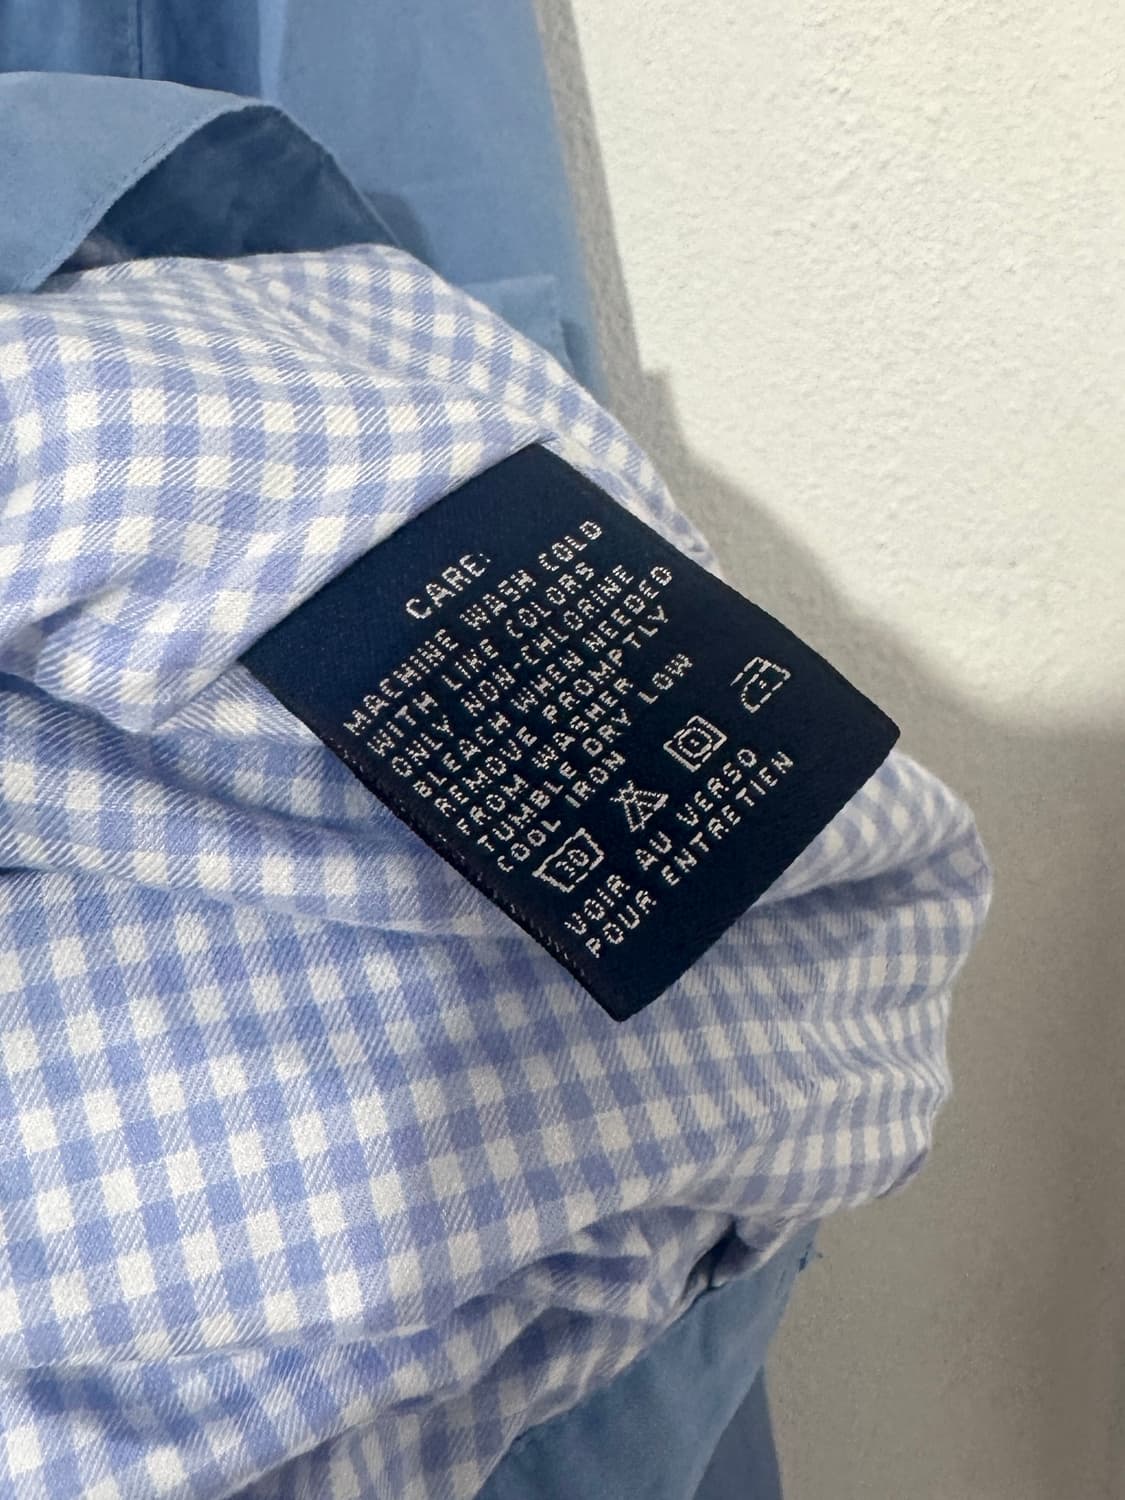 CARE:
MACHINE WASH COLD
WITH LIKE COLORS
ONLY NON-CHLORINE
BLEACH WHEN NEEDED
REMOVE PROMPTLY
FROM WASHER
TUMBLE DRY LOW
COOL IRON
30
VOIR AU VERSO
POUR ENTRETIEN